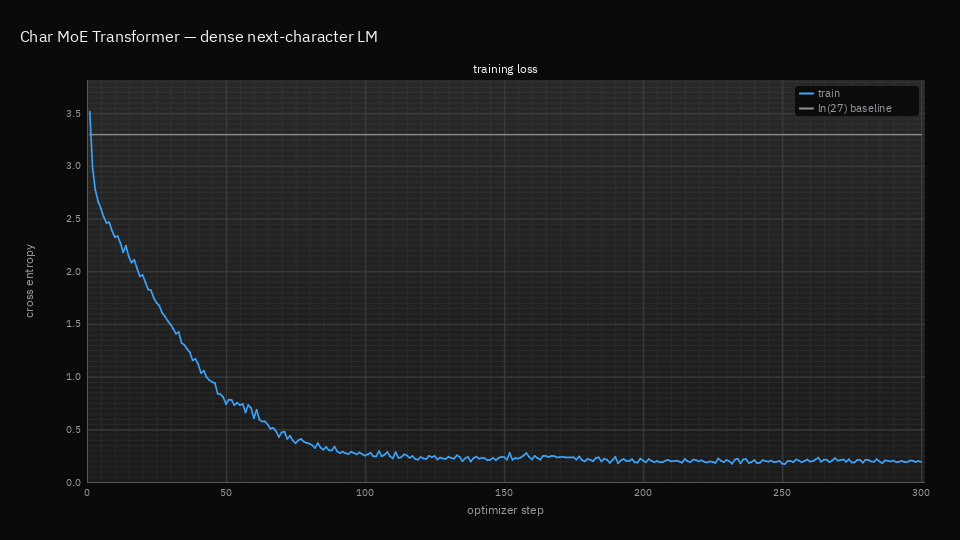 Char MoE Transformer — dense next-character LM
training loss
train
ln(27) baseline
3.5
3.0
2.5
2.0
1.5
1.0
0.5
0.0
cross entropy
0 50 100 150 200 250 300
optimizer step